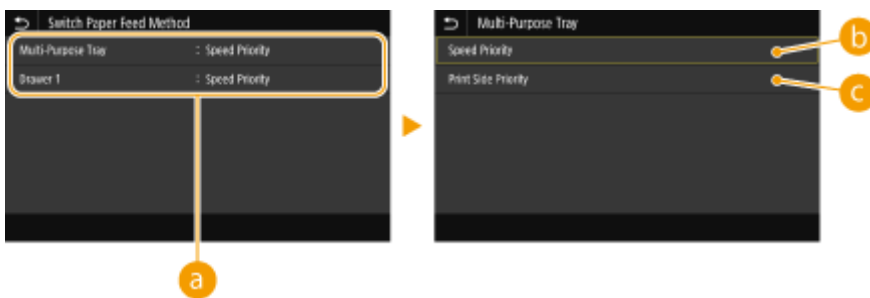 Switch Paper Feed Method
Multi-Purpose Tray : Speed Priority
Drawer 1 : Speed Priority
a
Multi-Purpose Tray
Speed Priority
b
Print Side Priority
c